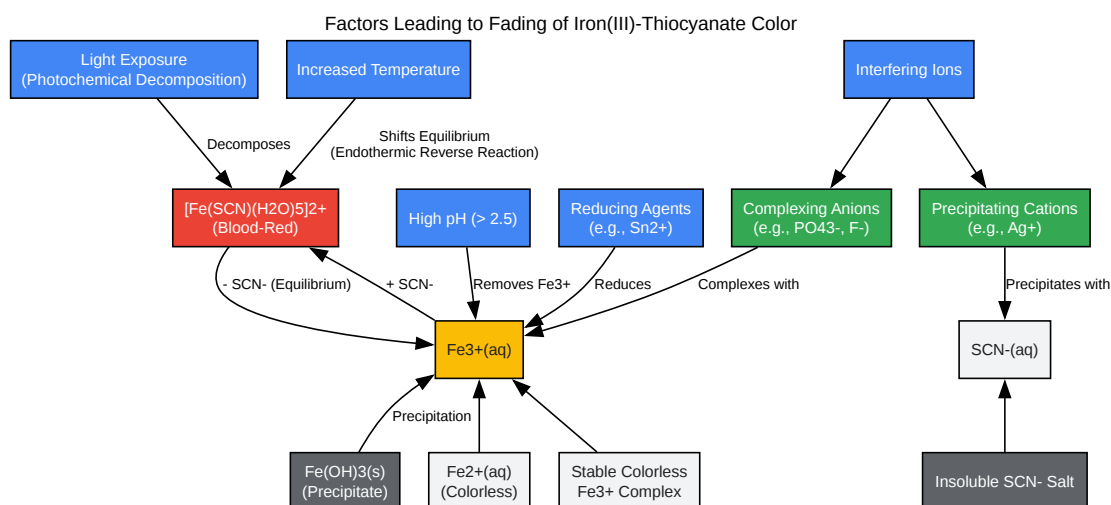 Factors Leading to Fading of Iron(III)-Thiocyanate Color
Light Exposure
(Photochemical Decomposition)
Increased Temperature
Interfering Ions
Decomposes
Shifts Equilibrium
(Endothermic Reverse Reaction)
[Fe(SCN)(H2O)5]2+
(Blood-Red)
High pH (> 2.5)
Reducing Agents
(e.g., Sn2+)
Complexing Anions
(e.g., PO43-, F-)
Precipitating Cations
(e.g., Ag+)
- SCN- (Equilibrium)
+ SCN-
Removes Fe3+
Reduces
Complexes with
Precipitates with
Fe3+(aq)
SCN-(aq)
Precipitation
Fe(OH)3(s)
(Precipitate)
Fe2+(aq)
(Colorless)
Stable Colorless
Fe3+ Complex
Insoluble SCN- Salt